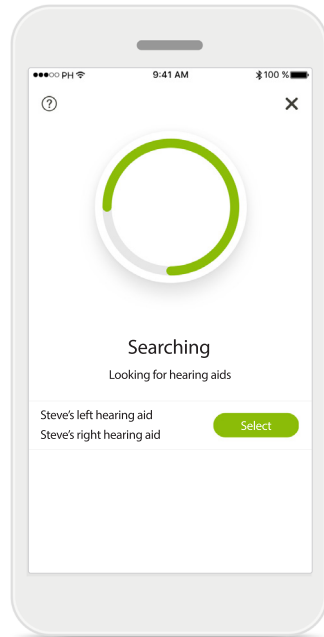 ●●●○○ PH 9:41 AM 100 %
?
Searching
Looking for hearing aids
Steve's left hearing aid
Steve's right hearing aid
Select